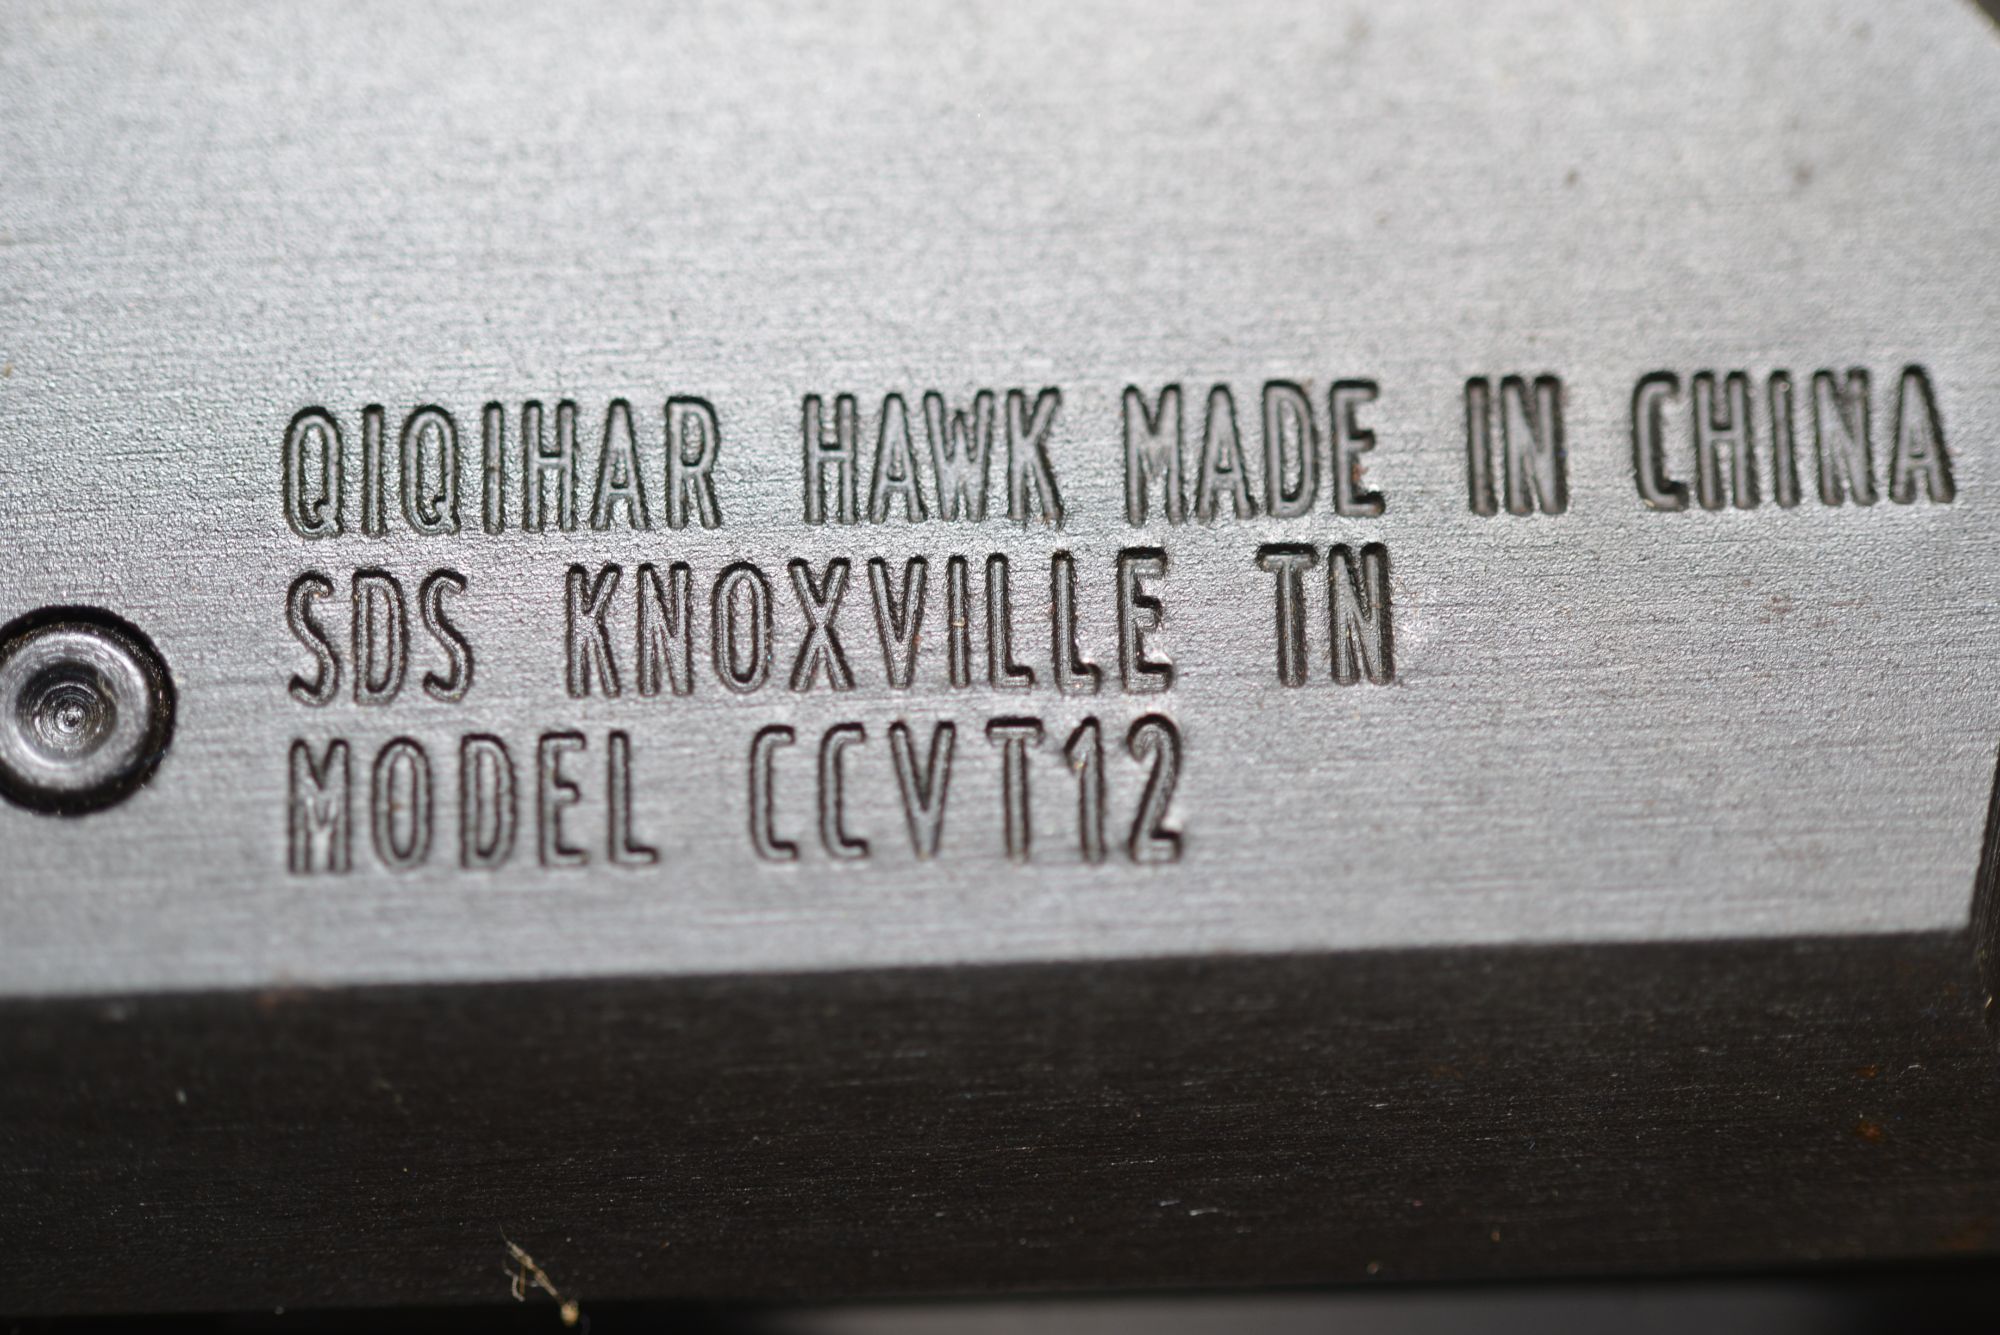 QIQIHAR HAWK MADE IN CHINA
SDS KNOXVILLE TN
MODEL CCVT12